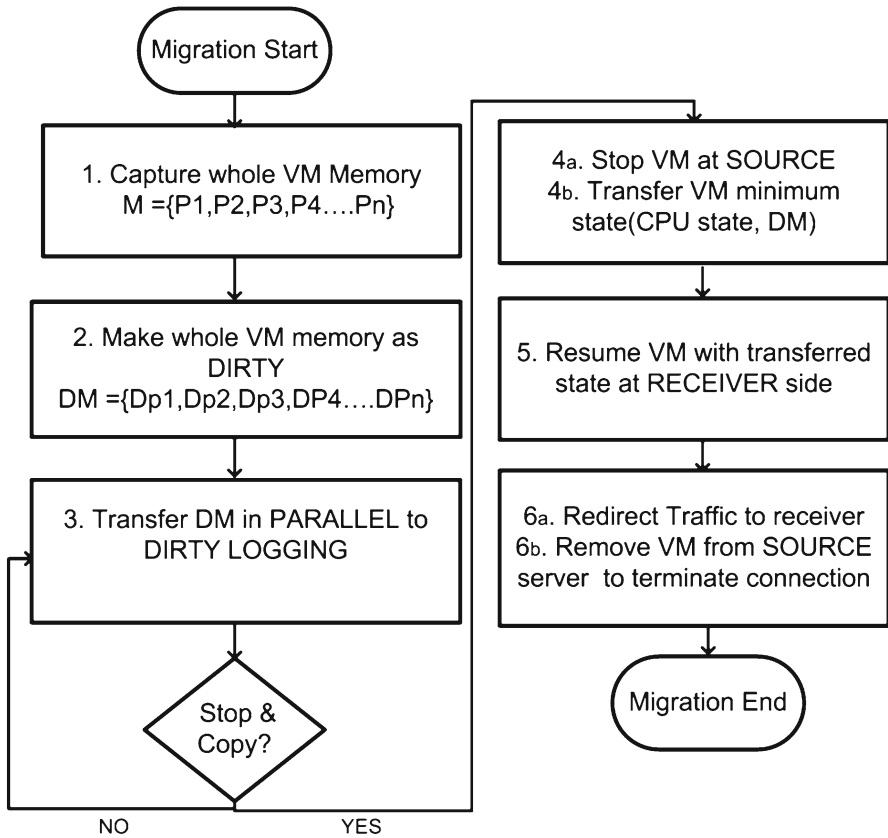 Migration Start
1. Capture whole VM Memory
M ={P1,P2,P3,P4....Pn}
2. Make whole VM memory as
DIRTY
DM ={Dp1,Dp2,Dp3,DP4....DPn}
3. Transfer DM in PARALLEL to
DIRTY LOGGING
Stop &
Copy?
NO
YES
4a. Stop VM at SOURCE
4b. Transfer VM minimum
state(CPU state, DM)
5. Resume VM with transferred
state at RECEIVER side
6a. Redirect Traffic to receiver
6b. Remove VM from SOURCE
server to terminate connection
Migration End